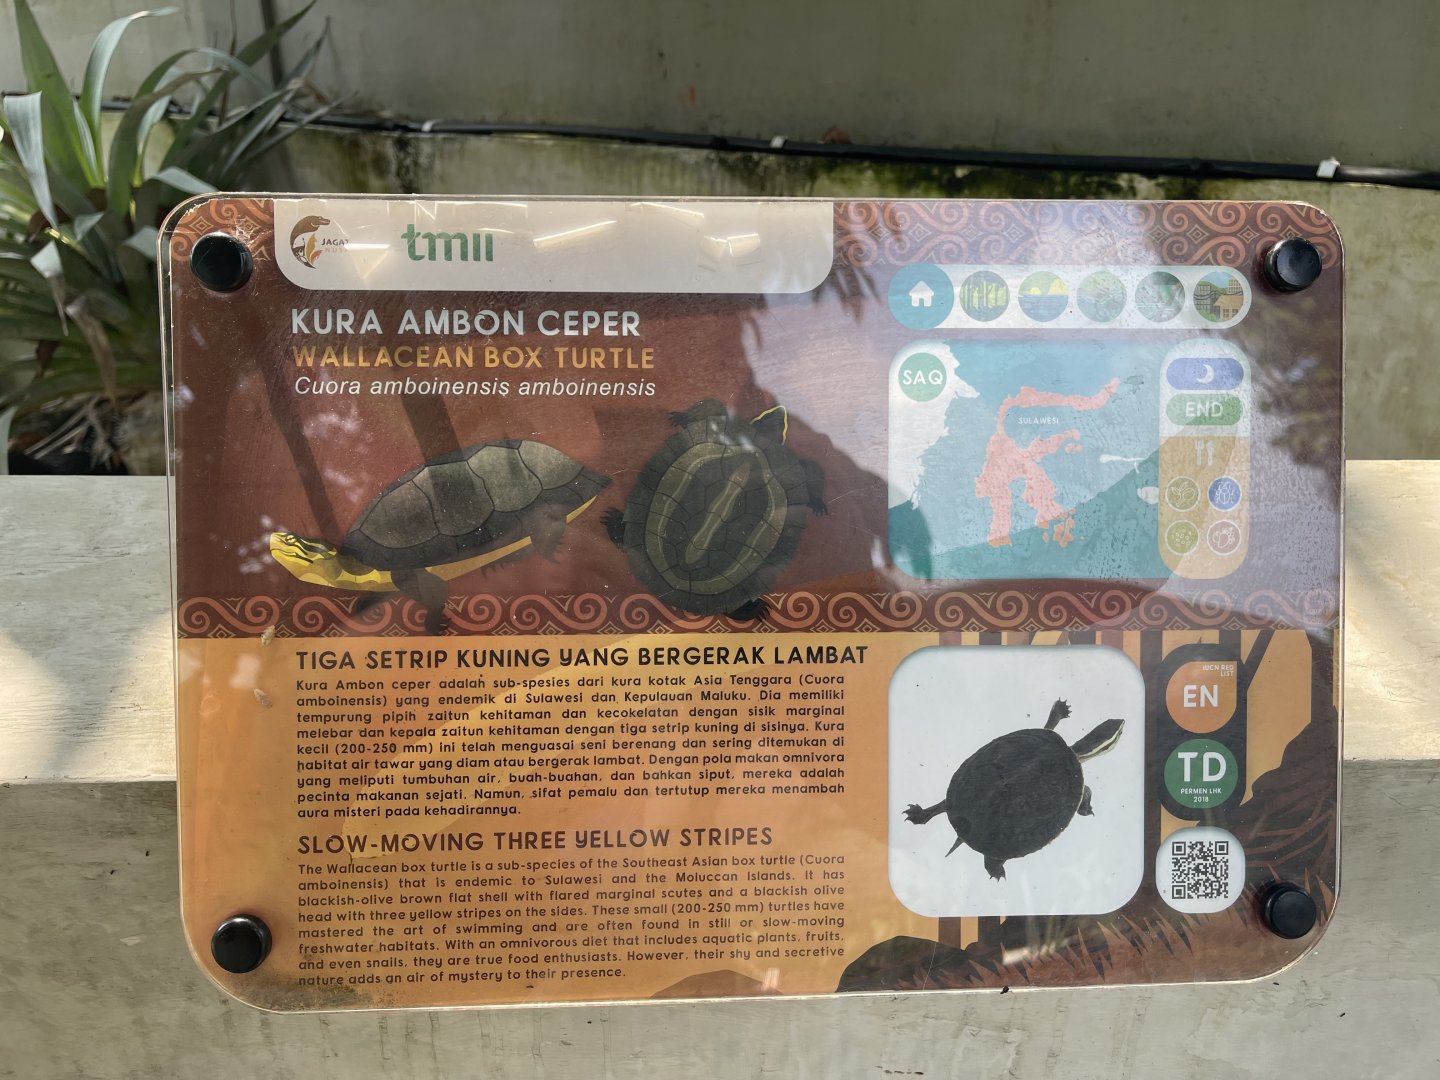 JAGAT
NUS
tmii
KURA AMBON CEPER
WALLACEAN BOX TURTLE
Cuora amboinensis amboinensis
SAQ
SULAWESI
END
TIGA SETRIP KUNING YANG BERGERAK LAMBAT
Kura Ambon ceper adalah sub-spesies dari kura kotak Asia Tenggara (Cuora
amboinensis) yang endemik di Sulawesi dan Kepulauan Maluku. Dia memiliki
tempurung pipih zaitun kehitaman dan kecokelatan dengan sisik marginal
melebar dan kepala zaitun kehitaman dengan tiga setrip kuning di sisinya. Kura
kecil (200-250 mm) ini telah menguasai seni berenang dan sering ditemukan di
habitat air tawar yang diam atau bergerak lambat. Dengan pola makan omnivora
yang meliputi tumbuhan air, buah-buahan, dan bahkan siput, mereka adalah
pecinta makanan sejati. Namun, sifat pemalu dan tertutup mereka menambah
aura misteri pada kehadirannya.
SLOW-MOVING THREE YELLOW STRIPES
The Wallacean box turtle is a sub-species of the Southeast Asian box turtle (Cuora
amboinensis) that is endemic to Sulawesi and the Moluccan Islands. It has
blackish-olive brown flat shell with flared marginal scutes and a blackish olive
head with three yellow stripes on the sides. These small (200-250 mm) turtles have
mastered the art of swimming and are often found in still or slow-moving
freshwater habitats. With an omnivorous diet that includes aquatic plants, fruits,
and even snails, they are true food enthusiasts. However, their shy and secretive
nature adds an air of mystery to their presence.
IUCN RED
LIST
EN
TD
PERMEN LHK
2018